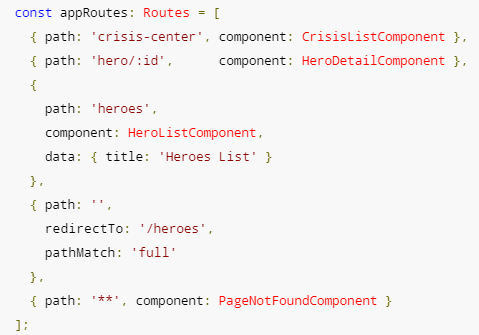 const appRoutes: Routes = [
  { path: 'crisis-center', component: CrisisListComponent },
  { path: 'hero/:id',      component: HeroDetailComponent },
  {
    path: 'heroes',
    component: HeroListComponent,
    data: { title: 'Heroes List' }
  },
  { path: '',
    redirectTo: '/heroes',
    pathMatch: 'full'
  },
  { path: '**', component: PageNotFoundComponent }
];